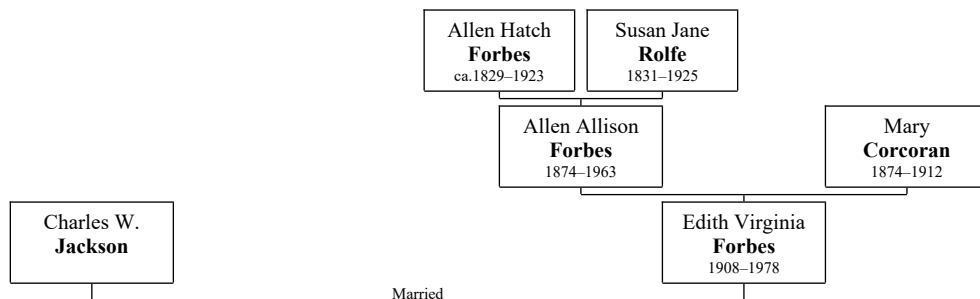 Allen Hatch
Forbes
ca.1829–1923
Susan Jane
Rolfe
1831–1925
Allen Allison
Forbes
1874–1963
Mary
Corcoran
1874–1912
Charles W.
Jackson
Edith Virginia
Forbes
1908–1978
Married